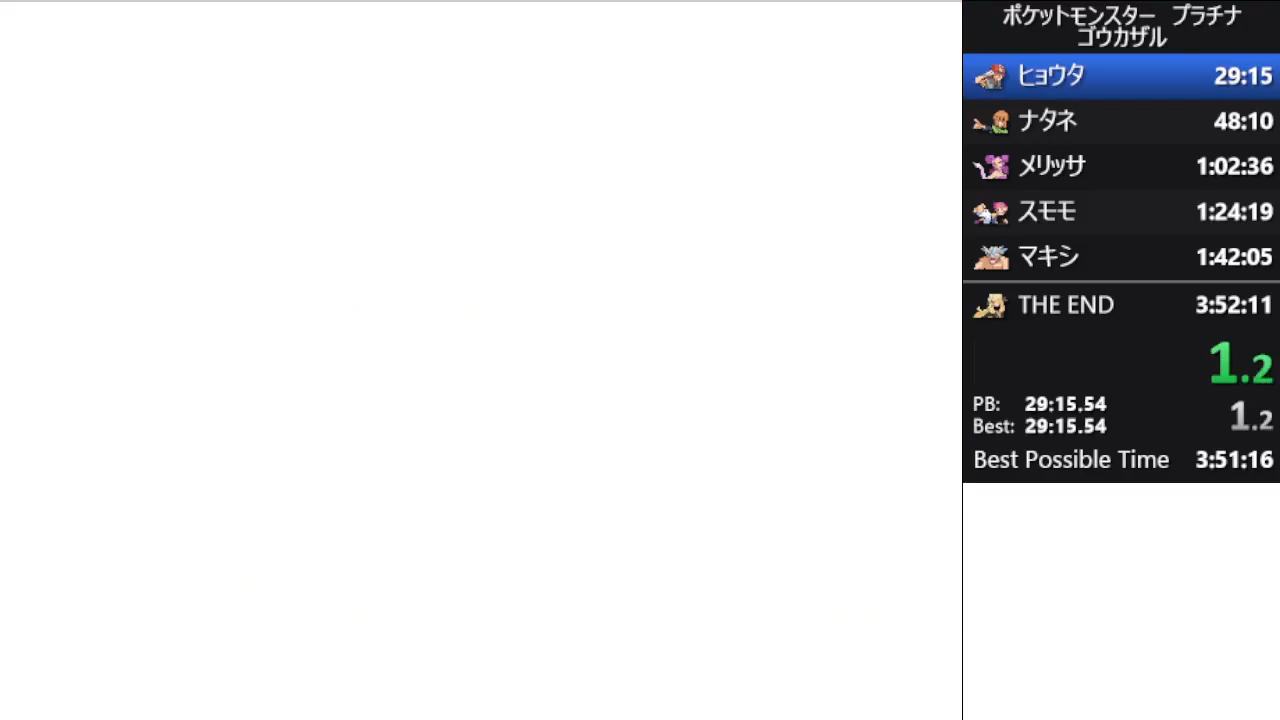 ポケットモンスター　プラチナ
ゴウカザル
ヒョウタ 29:15
ナタネ 48:10
メリッサ 1:02:36
スモモ 1:24:19
マキシ 1:42:05
THE END 3:52:11
1.2
PB: 29:15.54
Best: 29:15.54
1.2
Best Possible Time 3:51:16